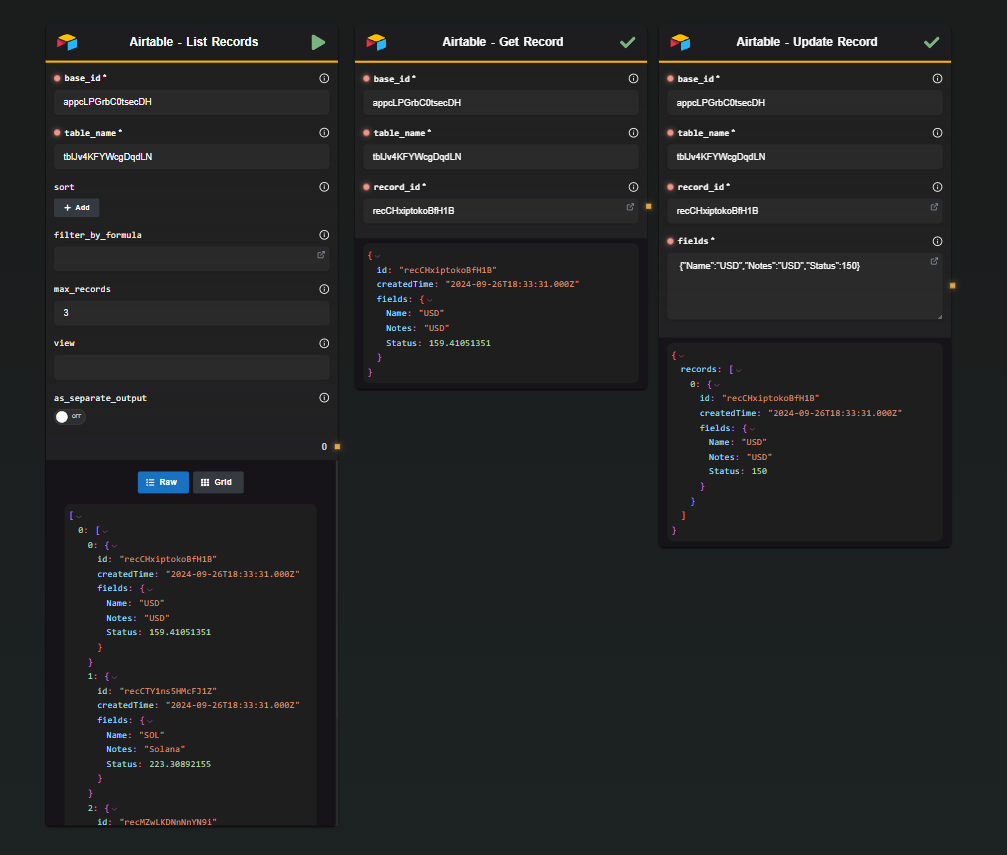 Airtable - List Records
base_id*
appcLPGrbC0tsecDH
table_name*
tblJv4KFYWcgDqdLN
sort
+ Add
filter_by_formula
max_records
3
view
as_separate_output
OFF
0
Raw
Grid
[
0: [
0: {
id: "recCHxiptokoBfH1B"
createdTime: "2024-09-26T18:33:31.000Z"
fields: {
Name: "USD"
Notes: "USD"
Status: 159.41051351
}
}
1: {
id: "recCTY1ns5HMcFJ1Z"
createdTime: "2024-09-26T18:33:31.000Z"
fields: {
Name: "SOL"
Notes: "Solana"
Status: 223.30892155
}
}
2: {
id: "recMZwLKDNnNnYN9i"
Airtable - Get Record
base_id*
appcLPGrbC0tsecDH
table_name*
tblJv4KFYWcgDqdLN
record_id*
recCHxiptokoBfH1B
{
id: "recCHxiptokoBfH1B"
createdTime: "2024-09-26T18:33:31.000Z"
fields: {
Name: "USD"
Notes: "USD"
Status: 159.41051351
}
}
Airtable - Update Record
base_id*
appcLPGrbC0tsecDH
table_name*
tblJv4KFYWcgDqdLN
record_id*
recCHxiptokoBfH1B
fields*
{"Name":"USD","Notes":"USD","Status":150}
{
records: [
0: {
id: "recCHxiptokoBfH1B"
createdTime: "2024-09-26T18:33:31.000Z"
fields: {
Name: "USD"
Notes: "USD"
Status: 150
}
}
]
}